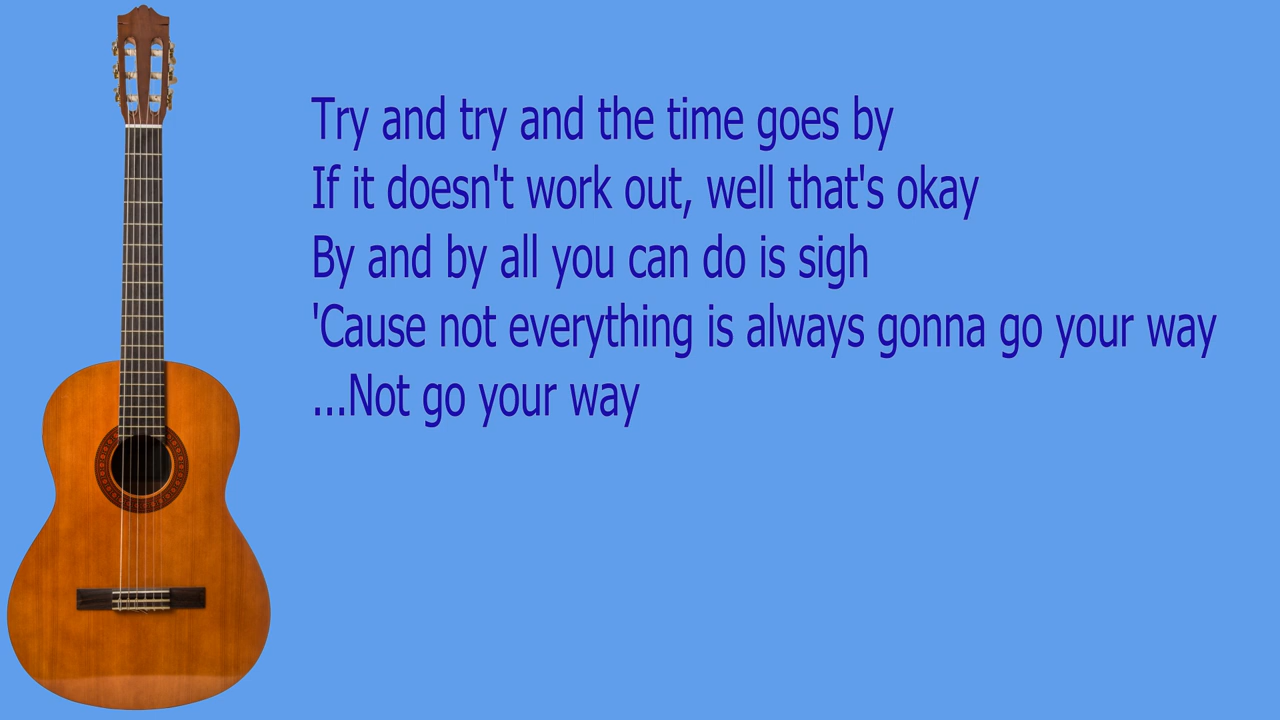 Try and try and the time goes by
If it doesn't work out, well that's okay
By and by all you can do is sigh
'Cause not everything is always gonna go your way
...Not go your way